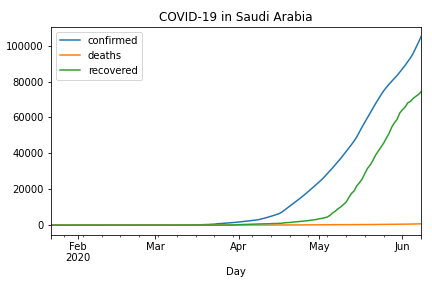 COVID-19 in Saudi Arabia
confirmed
deaths
recovered
100000
80000
60000
40000
20000
0
Feb Mar Apr May Jun
2020
Day